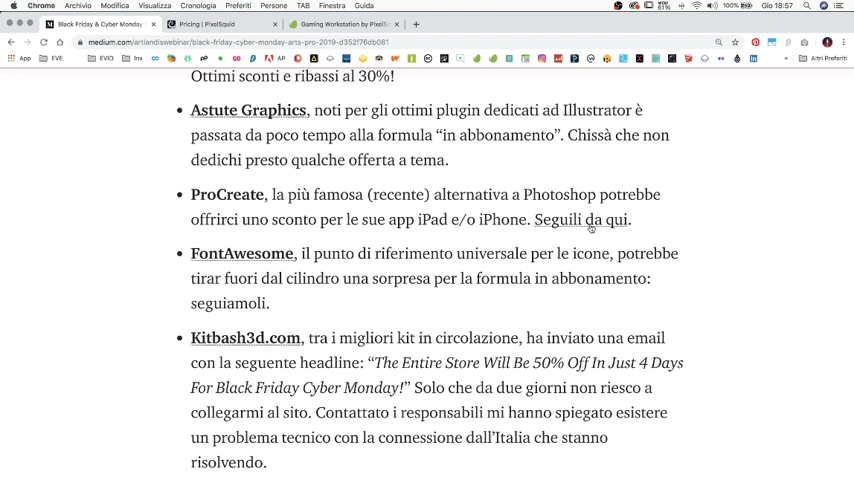 Chrome Archivio Modifica Visualizza Cronologia Preferiti Persone TAB Finestra Guida 100% Gio 18:57
Black Friday & Cyber Monday Pricing | PixelSquid Gaming Workstation by PixelS
medium.com/artlandiswebinar/black-friday-cyber-monday-arts-pro-2019-d352f76db081
App EVE EVIO Inx AP Altri Preferiti
Ottimi sconti e ribassi al 30%!
• Astute Graphics, noti per gli ottimi plugin dedicati ad Illustrator è
passata da poco tempo alla formula “in abbonamento”. Chissà che non
dedichi presto qualche offerta a tema.
• ProCreate, la più famosa (recente) alternativa a Photoshop potrebbe
offrirci uno sconto per le sue app iPad e/o iPhone. Seguili da qui.
• FontAwesome, il punto di riferimento universale per le icone, potrebbe
tirar fuori dal cilindro una sorpresa per la formula in abbonamento:
seguiamoli.
• Kitbash3d.com, tra i migliori kit in circolazione, ha inviato una email
con la seguente headline: “The Entire Store Will Be 50% Off In Just 4 Days
For Black Friday Cyber Monday!” Solo che da due giorni non riesco a
collegarmi al sito. Contattato i responsabili mi hanno spiegato esistere
un problema tecnico con la connessione dall’Italia che stanno
risolvendo.